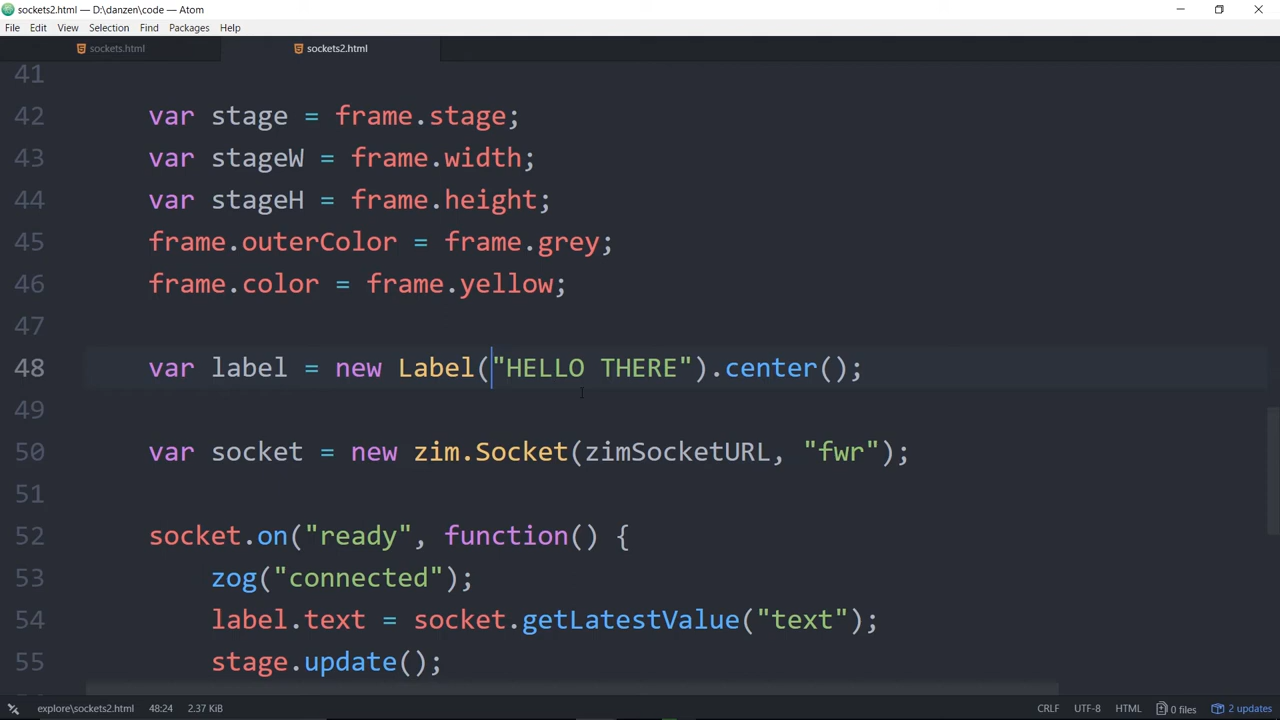 sockets2.html — D:\danzen\code — Atom
File Edit View Selection Find Packages Help
sockets.html sockets2.html
41
42 var stage = frame.stage;
43 var stageW = frame.width;
44 var stageH = frame.height;
45 frame.outerColor = frame.grey;
46 frame.color = frame.yellow;
47
48 var label = new Label("HELLO THERE").center();
49
50 var socket = new zim.Socket(zimSocketURL, "fwr");
51
52 socket.on("ready", function() {
53 zog("connected");
54 label.text = socket.getLatestValue("text");
55 stage.update();
explore\sockets2.html 48:24 2.37 KiB CRLF UTF-8 HTML 0 files 2 updates